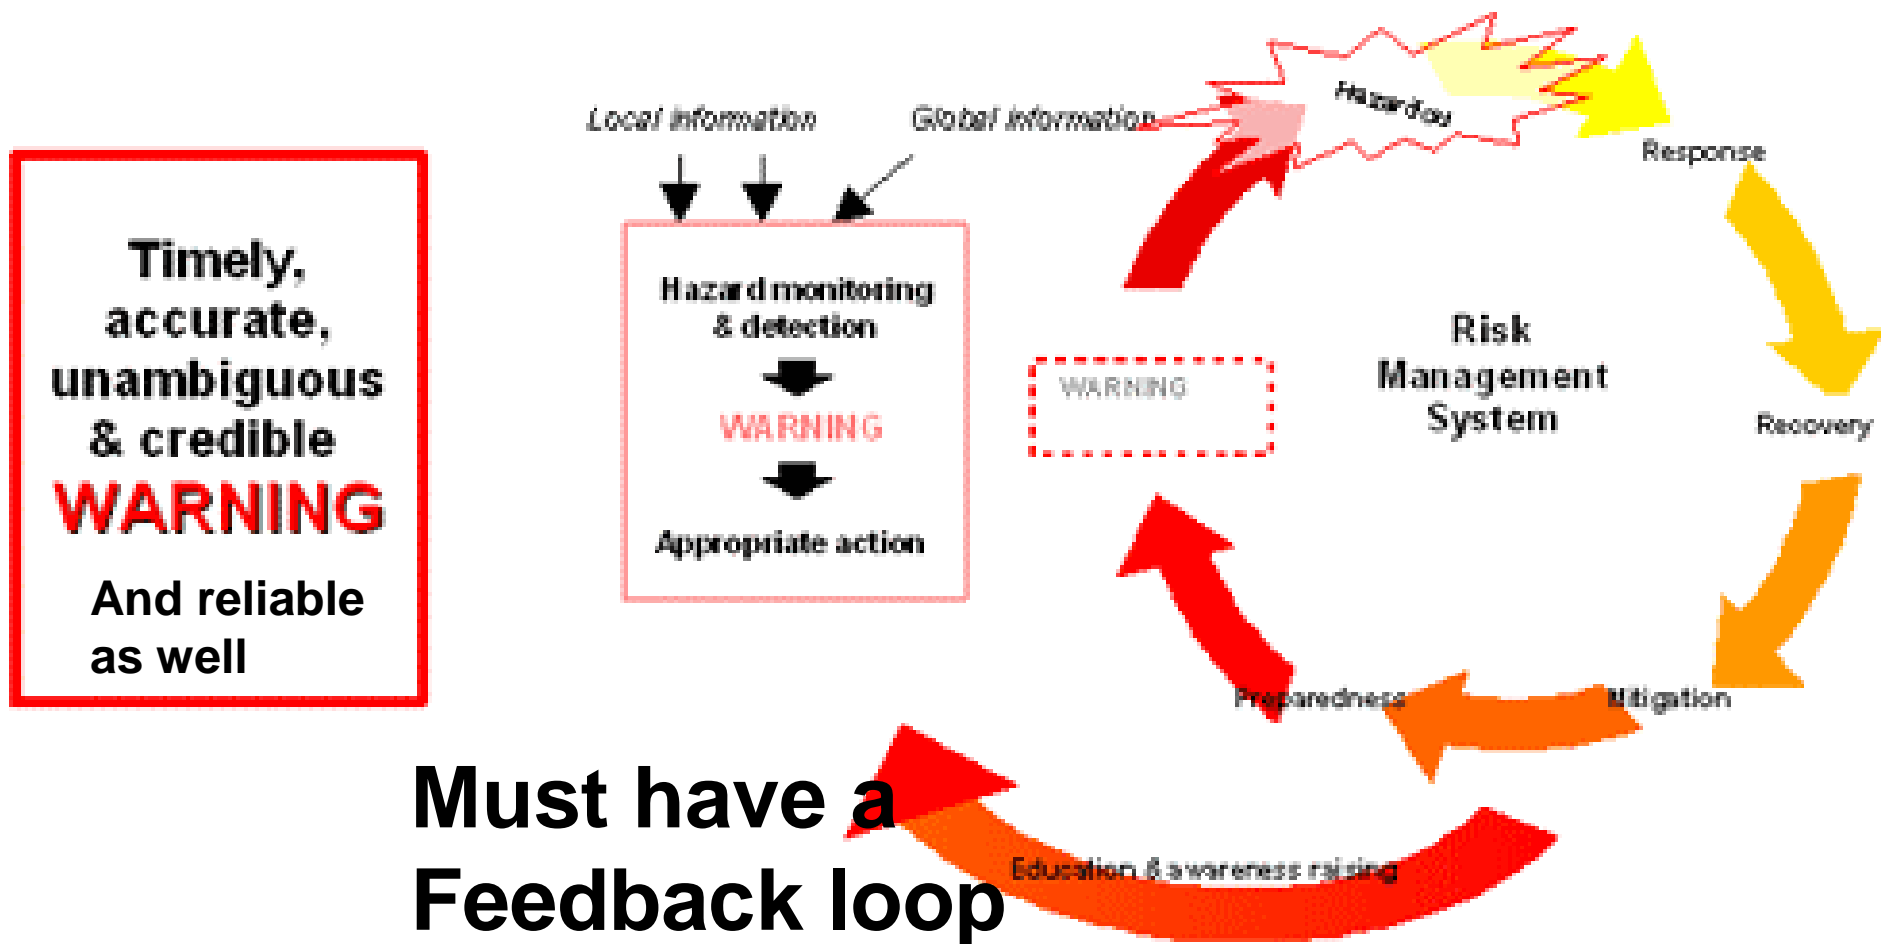 Timely,
accurate,
unambiguous
& credible
WARNING
And reliable
as well
Local information
Global information
Hazard monitoring
& detection
WARNING
Appropriate action
WARNING
Hazardou
Response
Risk
Management
System
Recovery
Mitigation
Preparedness
Education & awareness raising
Must have a
Feedback loop